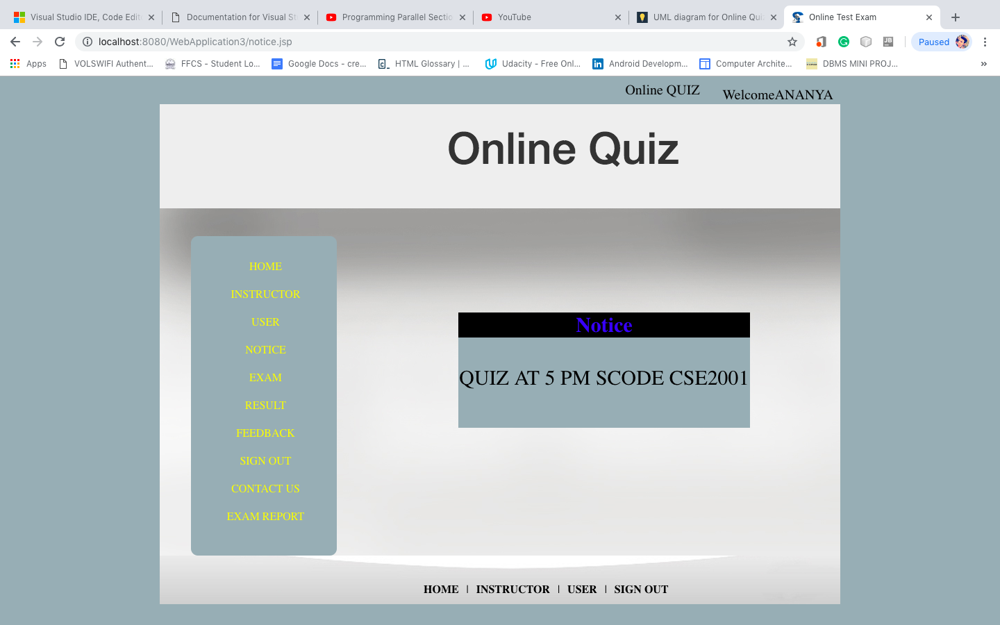 Visual Studio IDE, Code Edit
Documentation for Visual St
Programming Parallel Sectio
YouTube
UML diagram for Online Qui
Online Test Exam
localhost:8080/WebApplication3/notice.jsp
Paused
Apps
VOLSWIFI Authent...
FFCS - Student Lo...
Google Docs - cre...
HTML Glossary | ...
Udacity - Free Onl...
Android Developm...
Computer Archite...
DBMS MINI PROJ...
»
Online QUIZ
WelcomeANANYA
Online Quiz
HOME
INSTRUCTOR
USER
NOTICE
EXAM
RESULT
FEEDBACK
SIGN OUT
CONTACT US
EXAM REPORT
Notice
QUIZ AT 5 PM SCODE CSE2001
HOME | INSTRUCTOR | USER | SIGN OUT